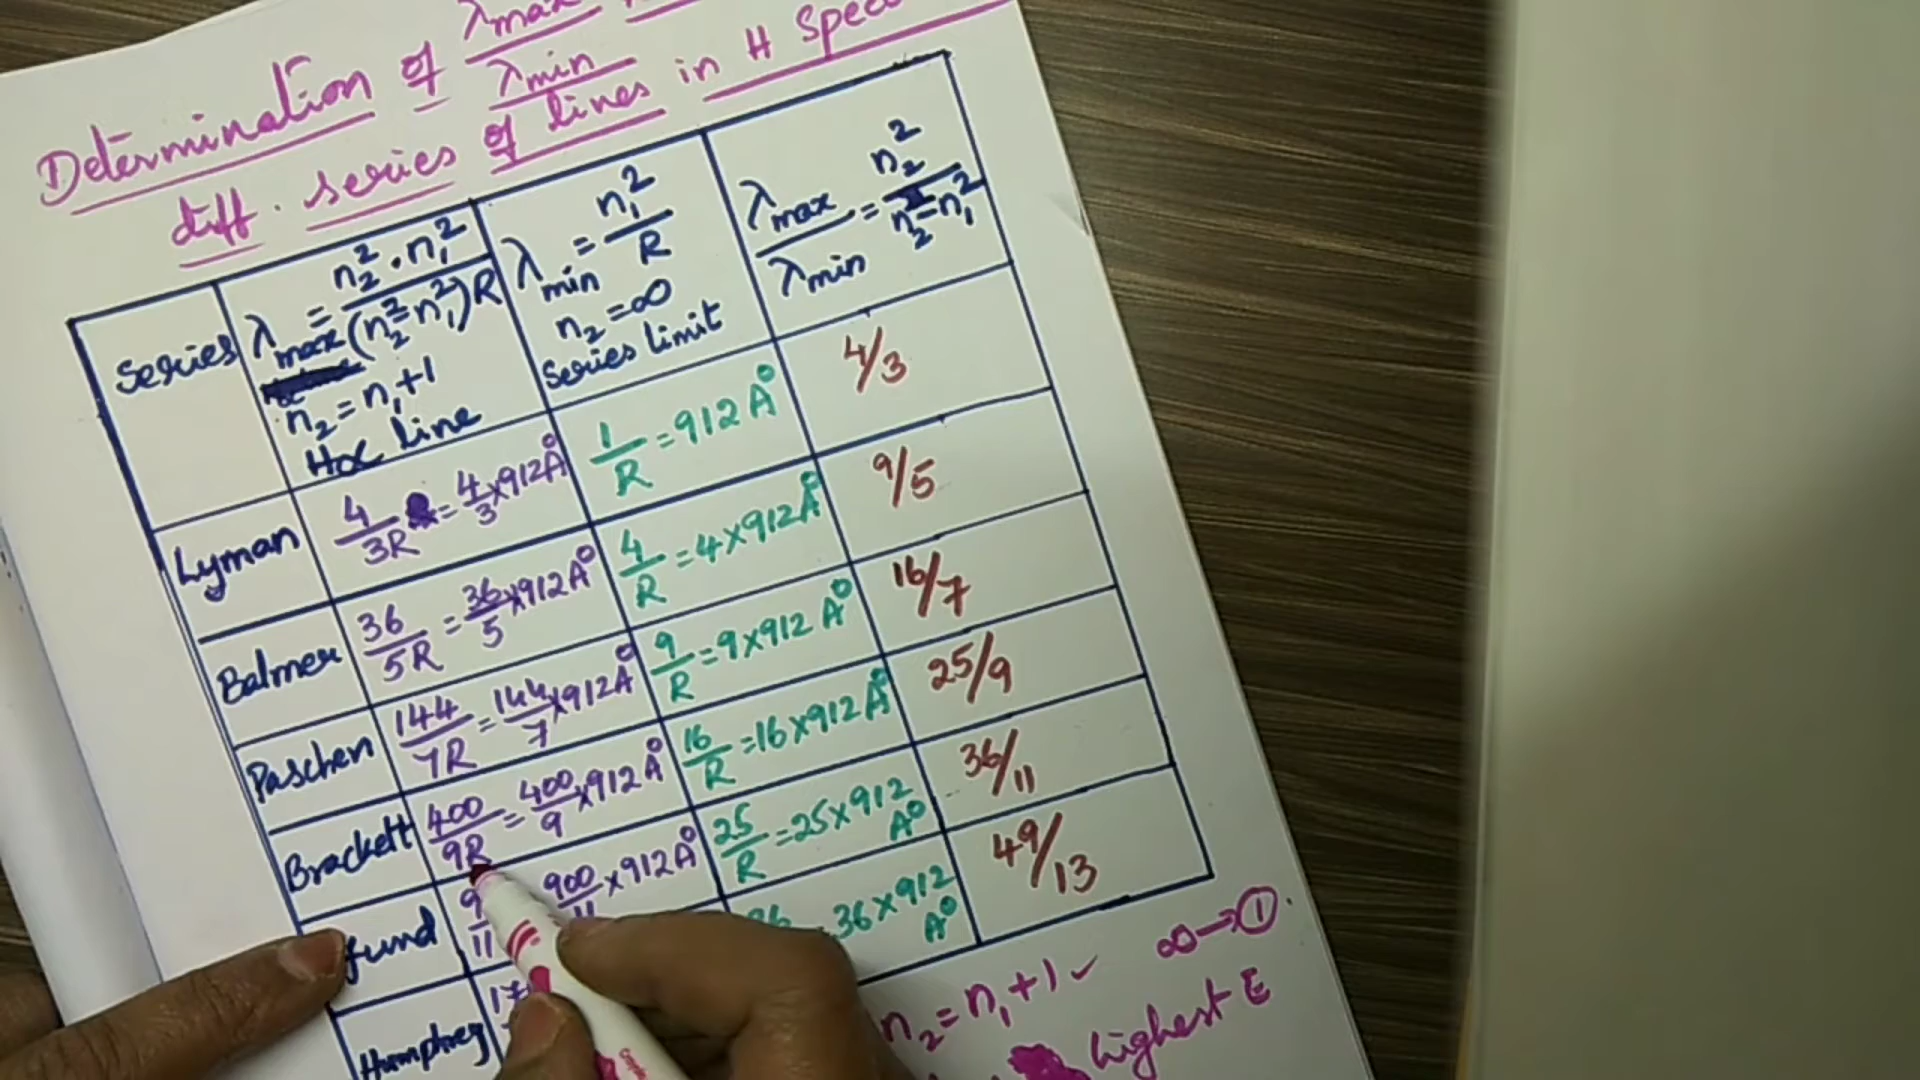 Determination of λmax
λmin
diff. series of lines in H
Series
λmax = n₂² . n₁² / (n₂² - n₁²) R
n₂ = n₁ + 1
Hα line
λmin = n₁² / R
n₂ = ∞
Series limit
λmax / λmin = n₂² / n₂² - n₁²
Lyman 4/3R = 4/3 × 912 A° 1/R = 912 A° 4/3
Balmer 36/5R = 36/5 × 912 A° 4/R = 4 × 912 A° 9/5
Paschen 144/7R = 144/7 × 912 A° 9/R = 9 × 912 A° 16/7
Brackett 400/9R = 400/9 × 912 A° 16/R = 16 × 912 A° 25/9
fund 900/11 × 912 A° 25/R = 25 × 912 A° 36/11
Humphrey 36 × 912 A° 49/13
∞ → 1
n₂ = n₁ + 1 ✓
highest E